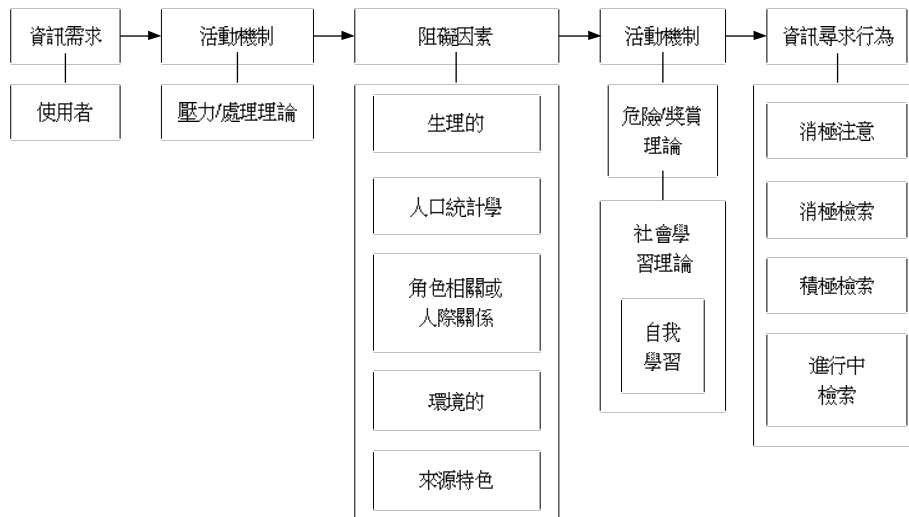 資訊需求
活動機制
阻礙因素
活動機制
資訊尋求行為
使用者
壓力/處理理論
生理的
人口統計學
角色相關或
人際關係
環境的
來源特色
危險/獎賞
理論
社會學
習理論
自我
學習
消極注意
消極檢索
積極檢索
進行中
檢索